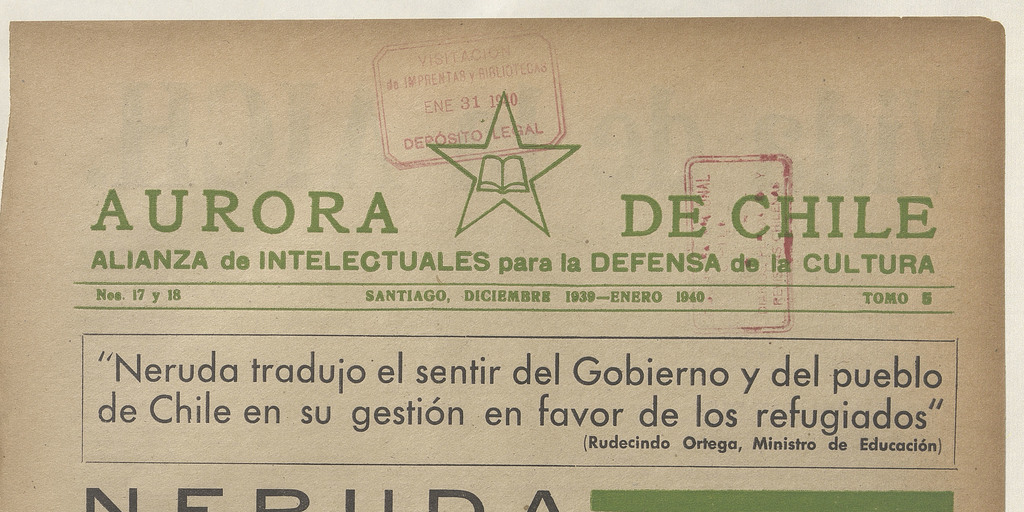 VISITACION
de IMPRENTAS y BIBLIOTECAS
ENE 31 1940
DEPÓSITO LEGAL
AURORA DE CHILE
ALIANZA de INTELECTUALES para la DEFENSA de la CULTURA
Nos. 17 y 18 SANTIAGO, DICIEMBRE 1939—ENERO 1940 TOMO 5
“Neruda tradujo el sentir del Gobierno y del pueblo
de Chile en su gestión en favor de los refugiados“
(Rudecindo Ortega, Ministro de Educación)
NERUDA